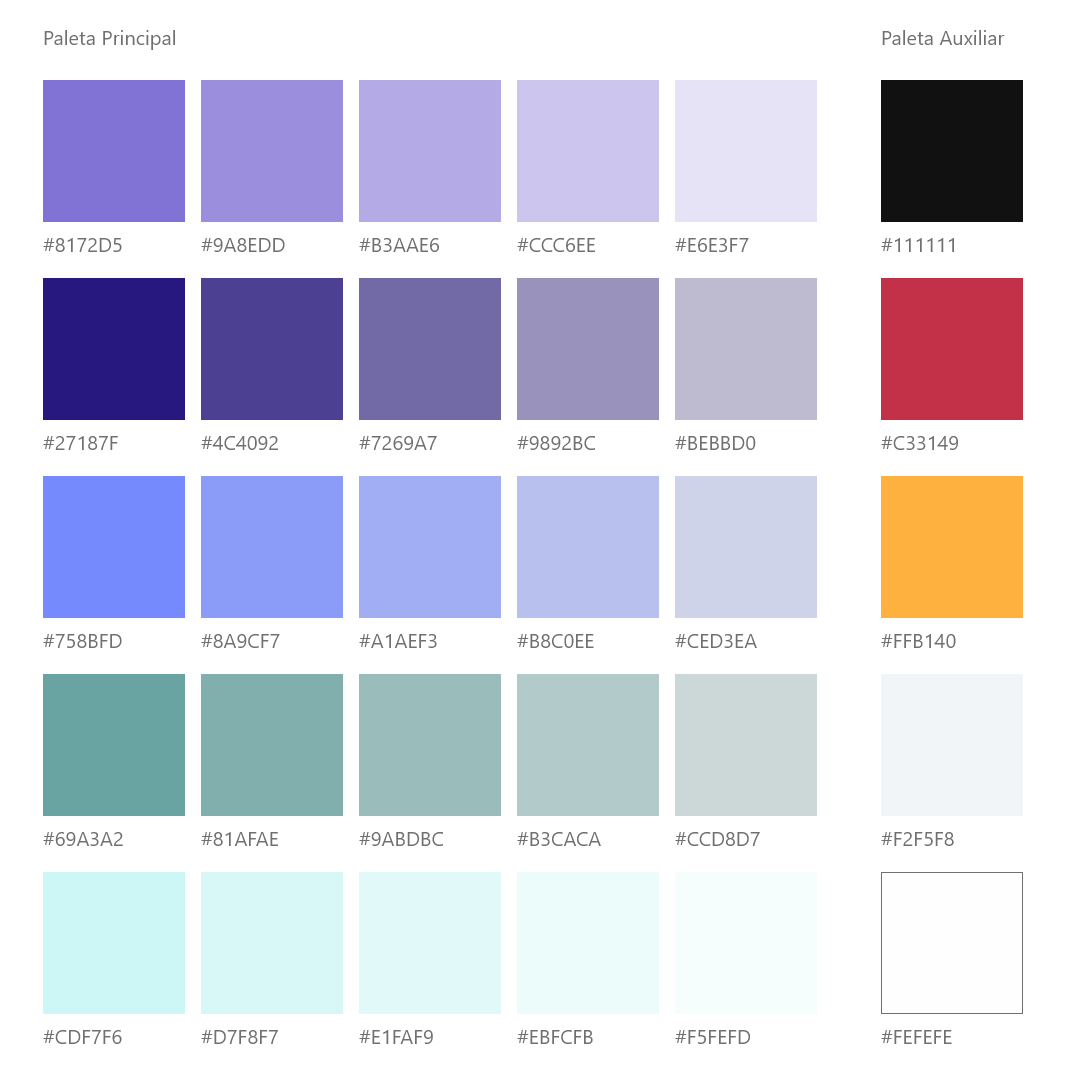 Paleta Principal
Paleta Auxiliar
#8172D5 #9A8EDD #B3AAE6 #CCC6EE #E6E3F7 #111111
#27187F #4C4092 #7269A7 #9892BC #BEBBD0 #C33149
#758BFD #8A9CF7 #A1AEF3 #B8C0EE #CED3EA #FFB140
#69A3A2 #81AFAE #9ABDBC #B3CACA #CCD8D7 #F2F5F8
#CDF7F6 #D7F8F7 #E1FAF9 #EBFCFB #F5FEFD #FEFEFE